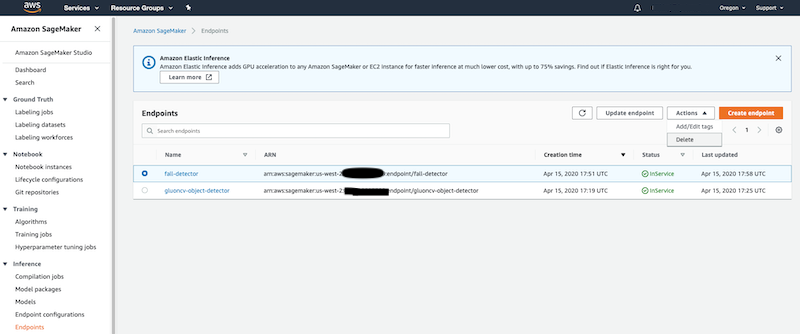 aws
Services
Resource Groups
Oregon
Support
Amazon SageMaker
Amazon SageMaker Studio
Dashboard
Search
Ground Truth
Labeling jobs
Labeling datasets
Labeling workforces
Notebook
Notebook instances
Lifecycle configurations
Git repositories
Training
Algorithms
Training jobs
Hyperparameter tuning jobs
Inference
Compilation jobs
Model packages
Models
Endpoint configurations
Endpoints
Amazon SageMaker > Endpoints
Amazon Elastic Inference
Amazon Elastic Inference adds GPU acceleration to any Amazon SageMaker or EC2 instance for faster inference at much lower cost, with up to 75% savings. Find out if Elastic Inference is right for you.
Learn more
Endpoints
Update endpoint
Actions
Create endpoint
Add/Edit tags
Delete
Search endpoints
1
Name ARN Creation time Status Last updated
fall-detector arn:aws:sagemaker:us-west-2 endpoint/fall-detector Apr 15, 2020 17:51 UTC InService Apr 15, 2020 17:58 UTC
gluoncv-object-detector arn:aws:sagemaker:us-west-2: endpoint/gluoncv-object-detector Apr 15, 2020 17:19 UTC InService Apr 15, 2020 17:25 UTC